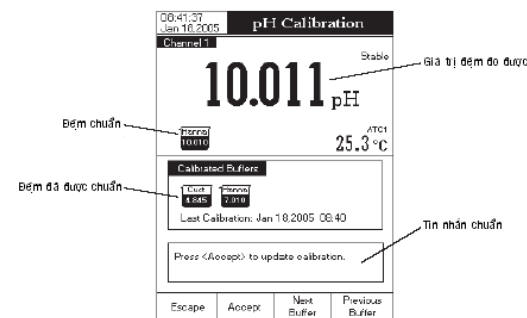 08:41:37
Jan 18,2005
pH Calibration
Channel 1
Stable
10.011 pH
Giá trị đệm đo được
Đệm chuẩn
Hanna
10.010
ATC1
25.3 °C
Calibrated Buffers
Đệm đã được chuẩn
Cust
4.845
Hanna
7.010
Last Calibration: Jan 18,2005 08:40
Tin nhắn chuẩn
Press <Accept> to update calibration.
Escape
Accept
Next Buffer
Previous Buffer